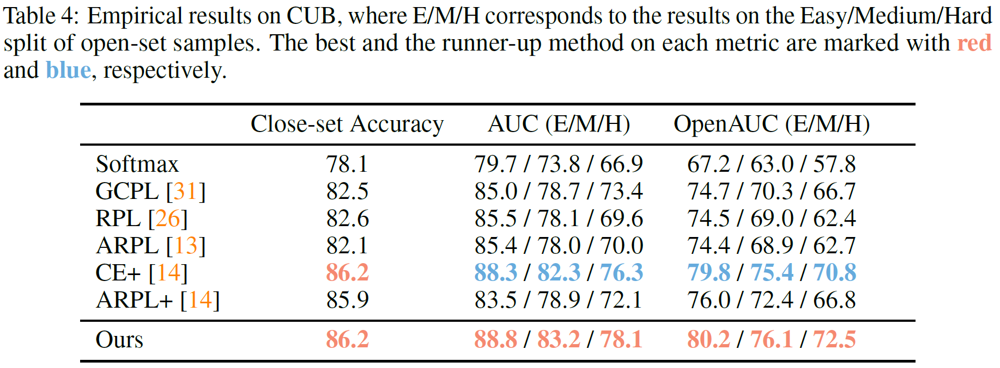 Table 4: Empirical results on CUB, where E/M/H corresponds to the results on the Easy/Medium/Hard
split of open-set samples. The best and the runner-up method on each metric are marked with red
and blue, respectively.
Close-set Accuracy AUC (E/M/H) OpenAUC (E/M/H)
Softmax 78.1 79.7 / 73.8 / 66.9 67.2 / 63.0 / 57.8
GCPL [31] 82.5 85.0 / 78.7 / 73.4 74.7 / 70.3 / 66.7
RPL [26] 82.6 85.5 / 78.1 / 69.6 74.5 / 69.0 / 62.4
ARPL [13] 82.1 85.4 / 78.0 / 70.0 74.4 / 68.9 / 62.7
CE+ [14] 86.2 88.3 / 82.3 / 76.3 79.8 / 75.4 / 70.8
ARPL+ [14] 85.9 83.5 / 78.9 / 72.1 76.0 / 72.4 / 66.8
Ours 86.2 88.8 / 83.2 / 78.1 80.2 / 76.1 / 72.5